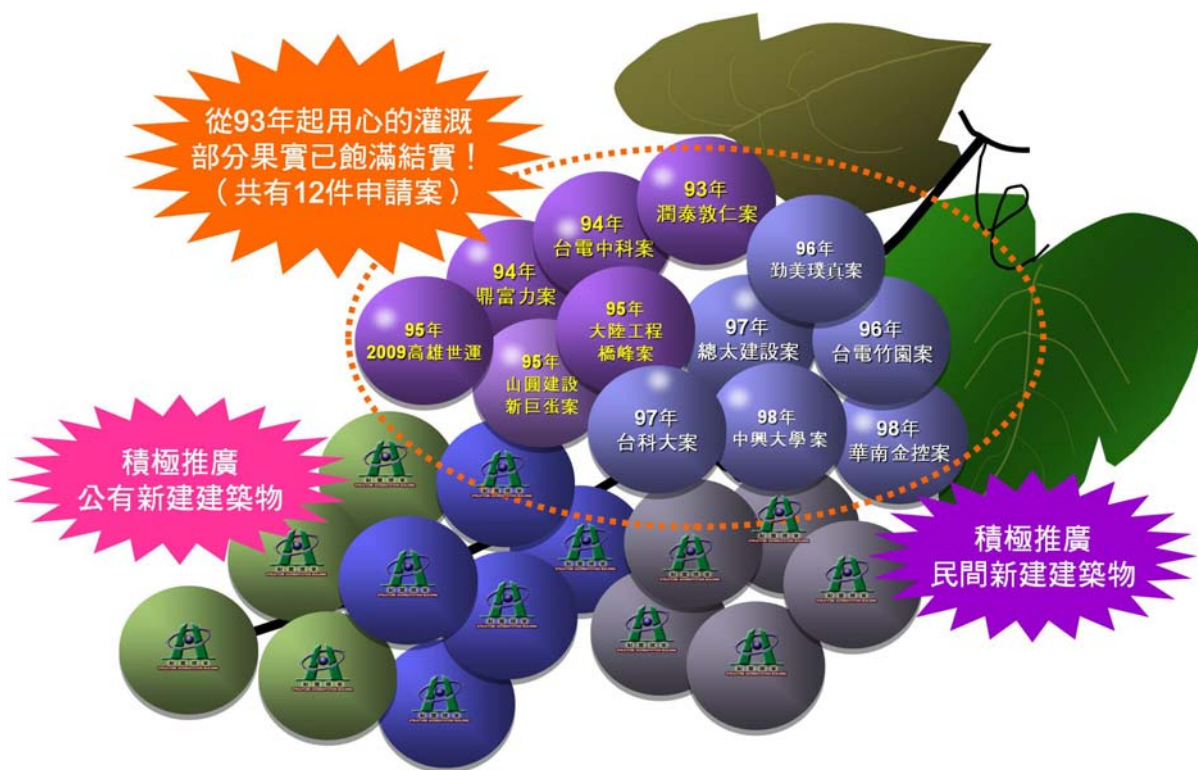 從93年起用心的灌溉
部分果實已飽滿結實！
（共有12件申請案）
93年
潤泰敦仁案
94年
台電中科案
96年
勤美璞真案
94年
鼎富力案
95年
2009高雄世運
95年
大陸工程
橋峰案
97年
總太建設案
96年
台電竹園案
95年
山圓建設
新巨蛋案
97年
台科大案
98年
中興大學案
98年
華南金控案
積極推廣
公有新建建築物
積極推廣
民間新建建築物